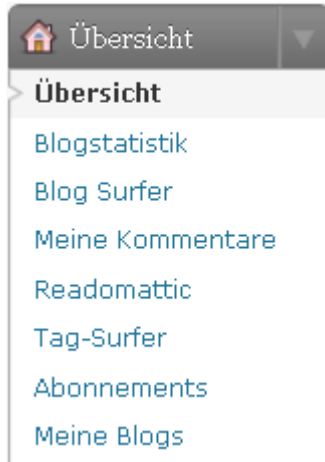 Übersicht
Übersicht
Blogstatistik
Blog Surfer
Meine Kommentare
Readomattic
Tag-Surfer
Abonnements
Meine Blogs